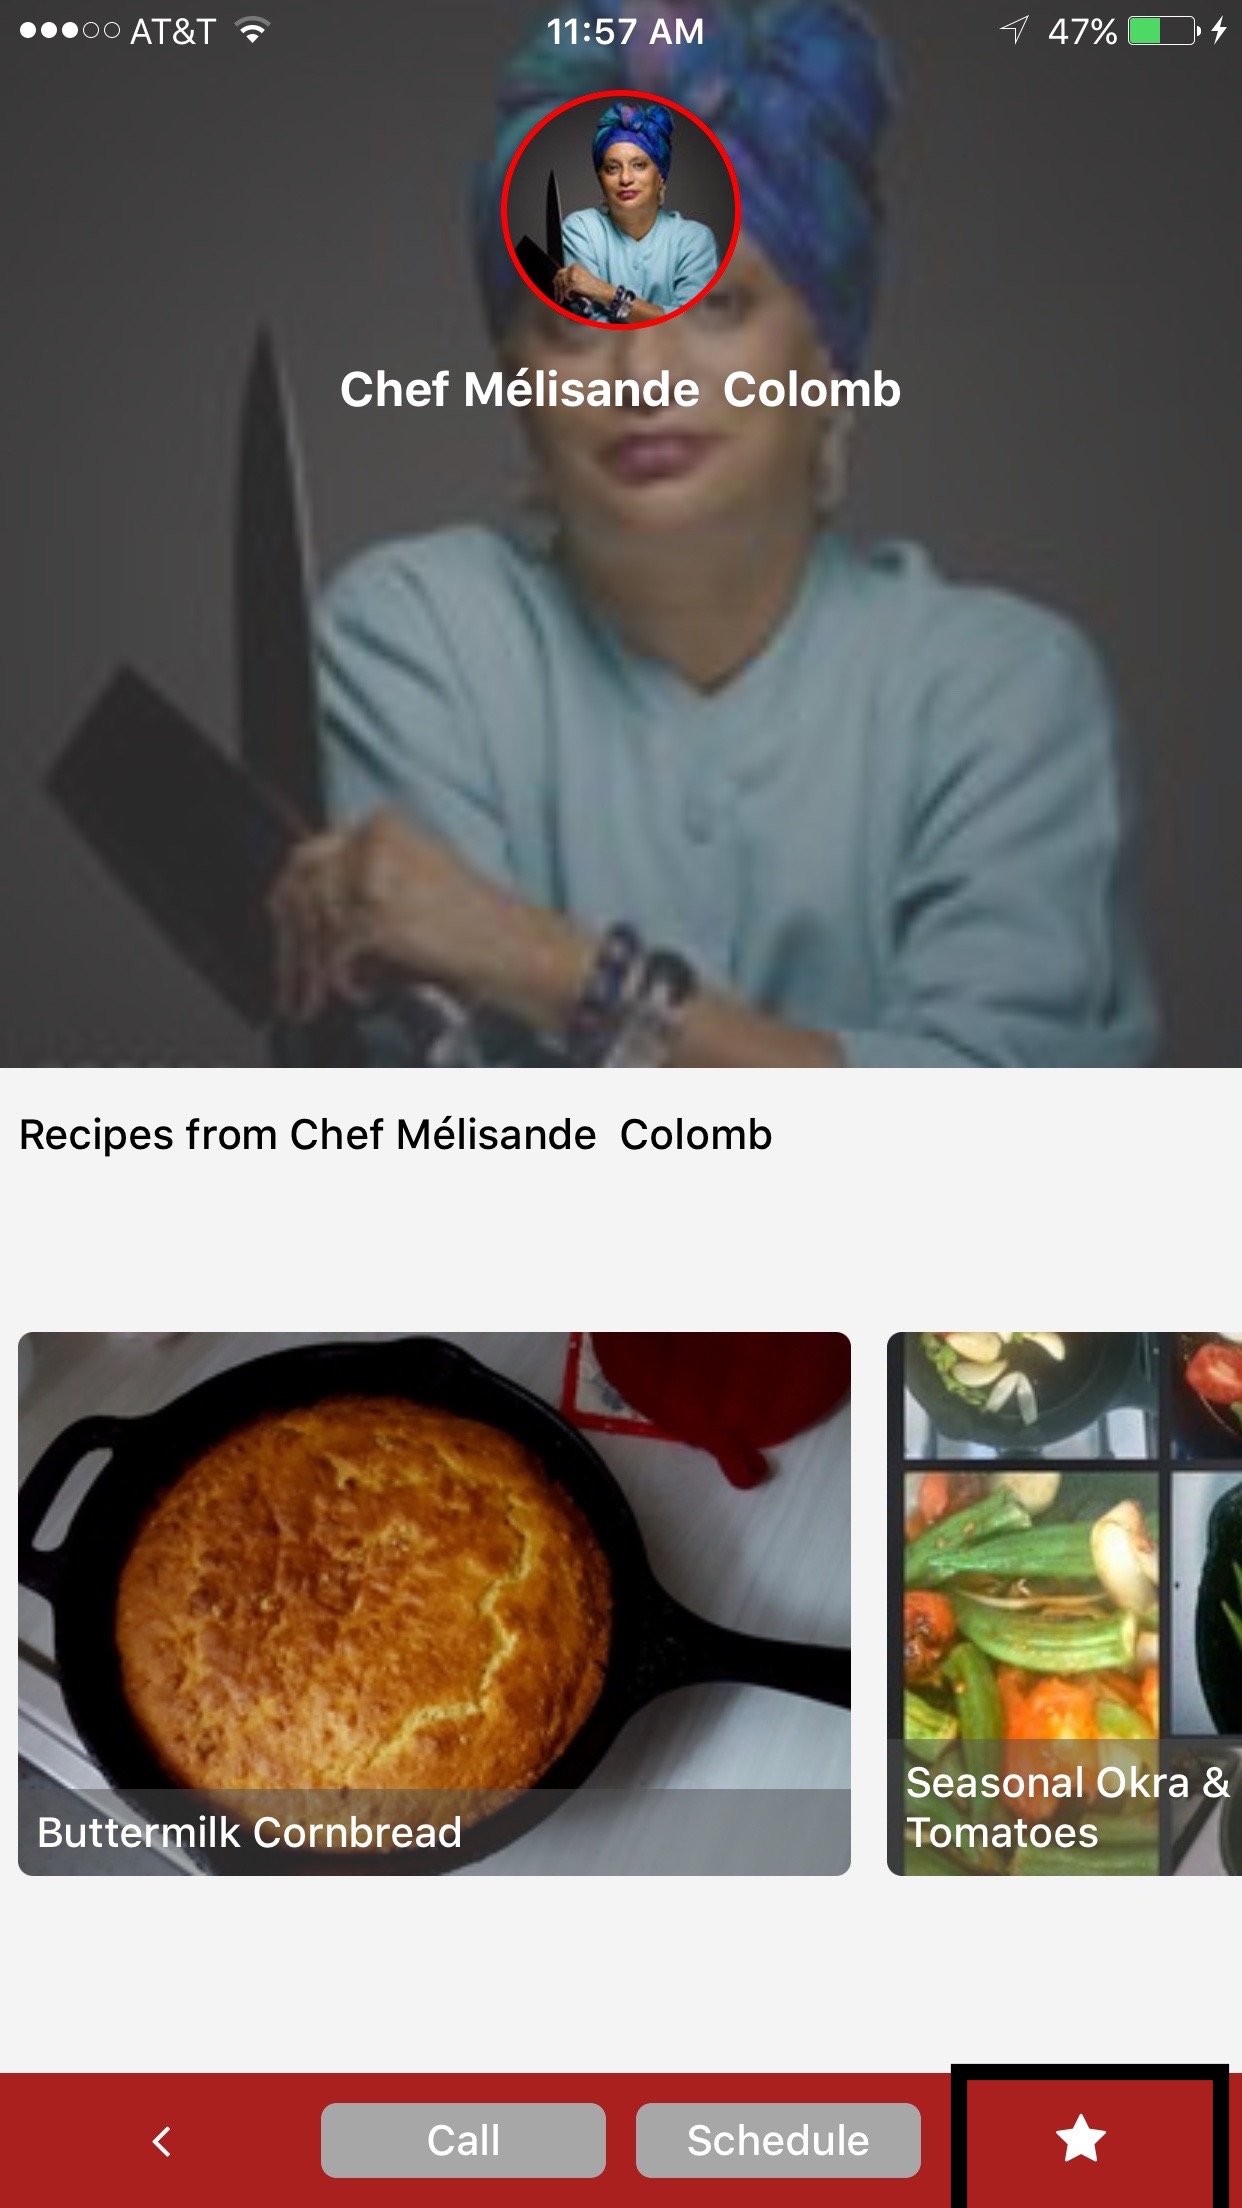 AT&T 11:57 AM 47%
Chef Mélisande  Colomb
Recipes from Chef Mélisande  Colomb
Buttermilk Cornbread
Seasonal Okra &
Tomatoes
Call Schedule